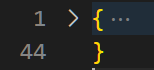 1 > { ···
44 }